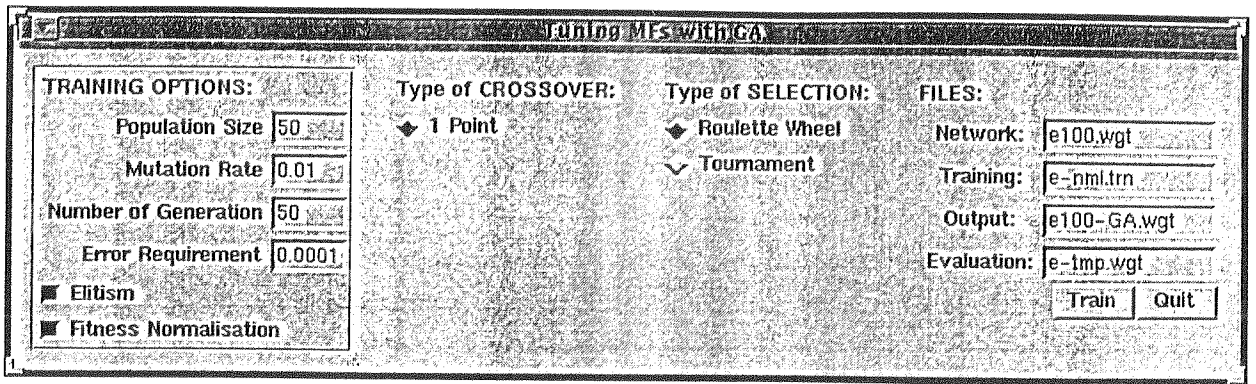 Tuning MFs with GA
TRAINING OPTIONS:
Population Size 50
Mutation Rate 0.01
Number of Generation 50
Error Requirement 0.0001
Elitism
Fitness Normalisation
Type of CROSSOVER:
1 Point
Type of SELECTION:
Roulette Wheel
Tournament
FILES:
Network: e100.wgt
Training: e-nml.trn
Output: e100-GA.wgt
Evaluation: e-tmp.wgt
Train Quit